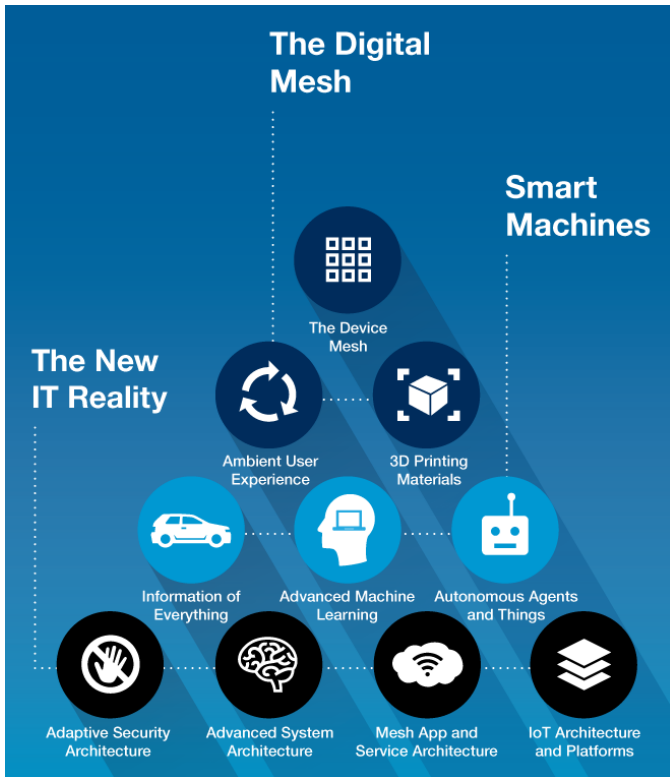 The Digital
Mesh
Smart
Machines
The Device
Mesh
The New
IT Reality
Ambient User
Experience
3D Printing
Materials
Information of
Everything
Advanced Machine
Learning
Autonomous Agents
and Things
Adaptive Security
Architecture
Advanced System
Architecture
Mesh App and
Service Architecture
IoT Architecture
and Platforms